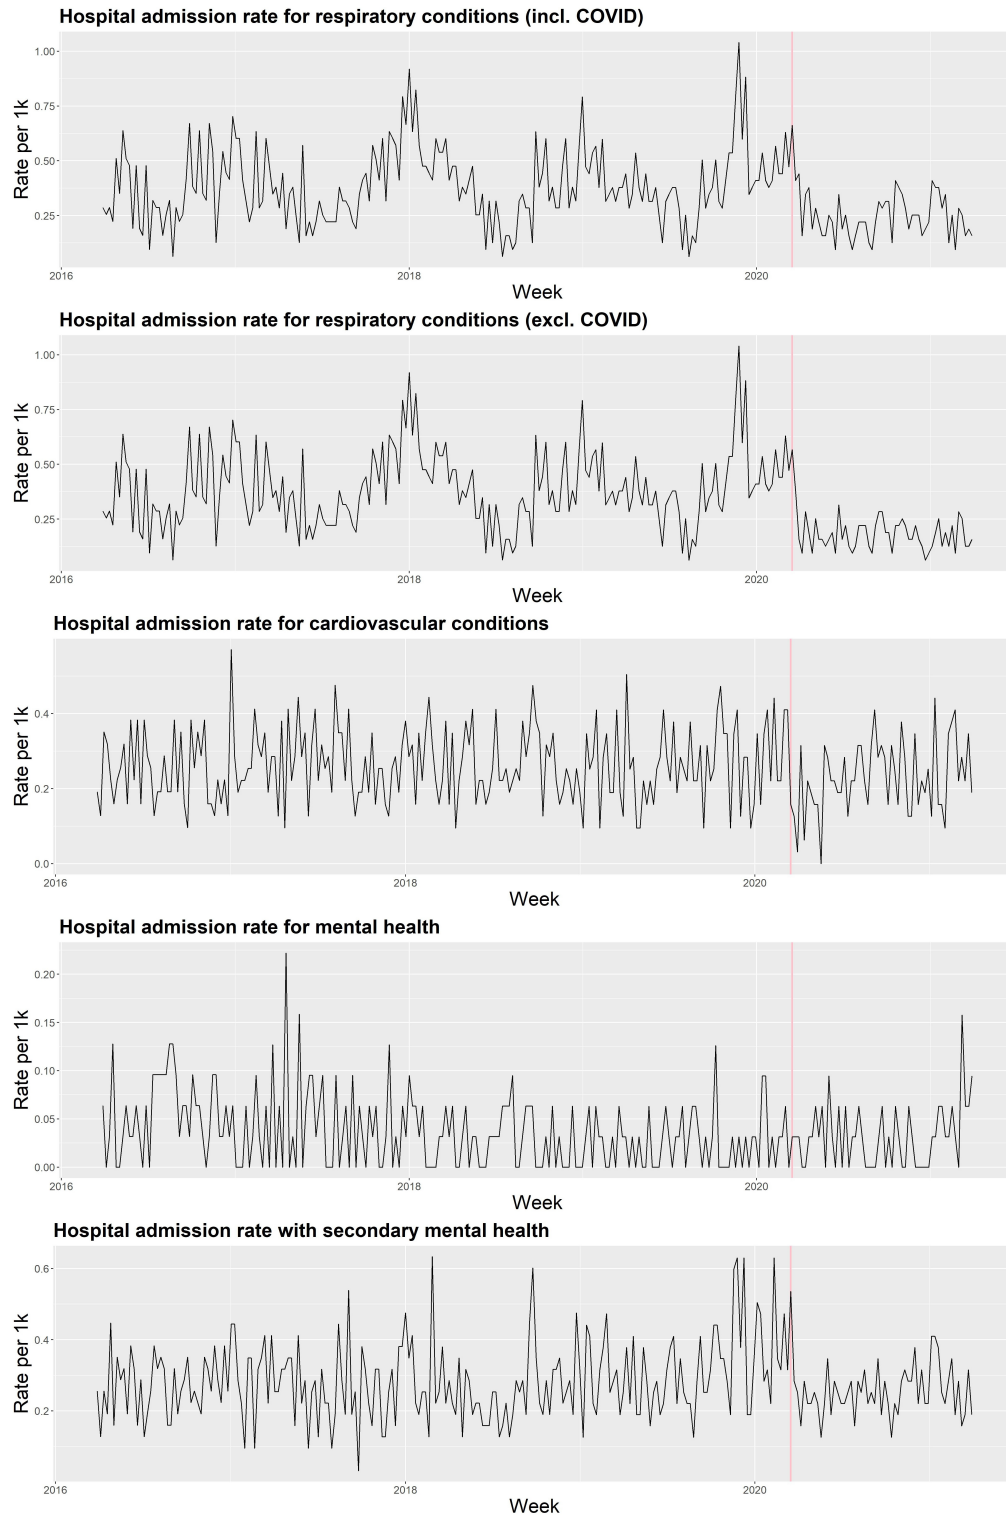 Hospital admission rate for respiratory conditions (incl. COVID)
Rate per 1k
1.00
0.75
0.50
0.25
2016 2018 2020
Week
Hospital admission rate for respiratory conditions (excl. COVID)
Rate per 1k
1.00
0.75
0.50
0.25
2016 2018 2020
Week
Hospital admission rate for cardiovascular conditions
Rate per 1k
0.4
0.2
0.0
2016 2018 2020
Week
Hospital admission rate for mental health
Rate per 1k
0.20
0.15
0.10
0.05
0.00
2016 2018 2020
Week
Hospital admission rate with secondary mental health
Rate per 1k
0.6
0.4
0.2
2016 2018 2020
Week